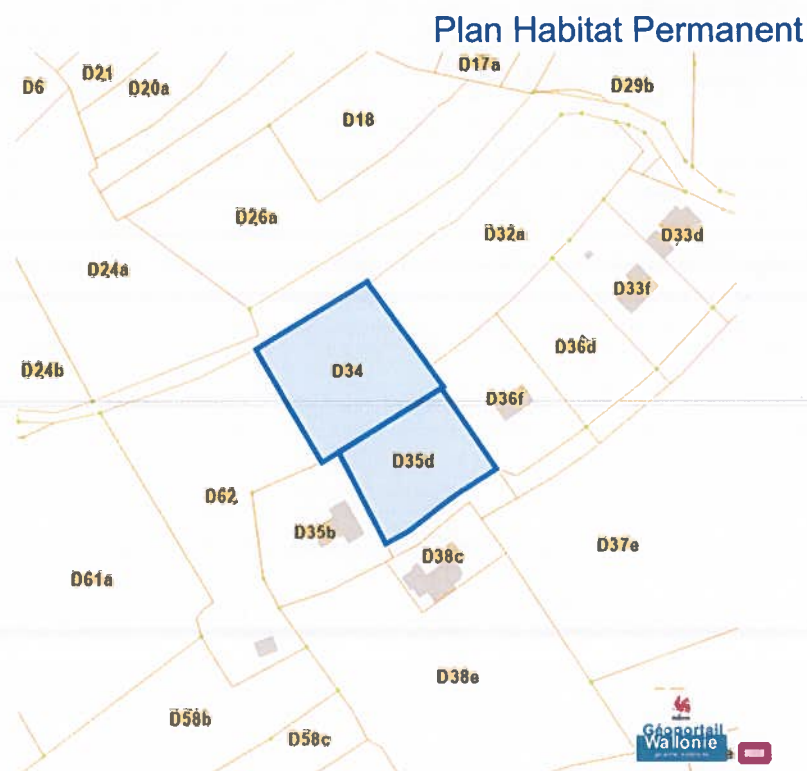 Plan Habitat Permanent
D17a
D21
D29b
D6
D20a
D18
D26a
D32a
D33d
D24a
D33f
D36d
D24b
D34
D36f
D35d
D62
D35b
D37e
D38c
D61a
D38e
D58b
D58c
Géoportail
Wallonie